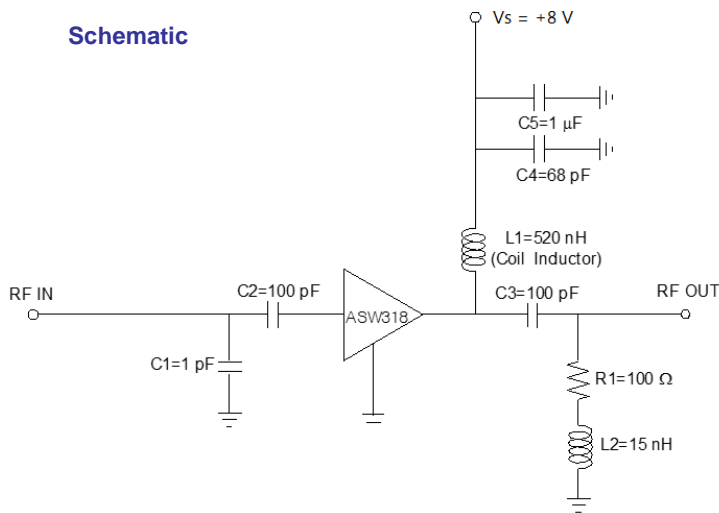 Schematic
Vs = +8 V
C5=1 μF
C4=68 pF
L1=520 nH
(Coil Inductor)
RF IN
C2=100 pF
ASW318
C3=100 pF
RF OUT
C1=1 pF
R1=100 Ω
L2=15 nH